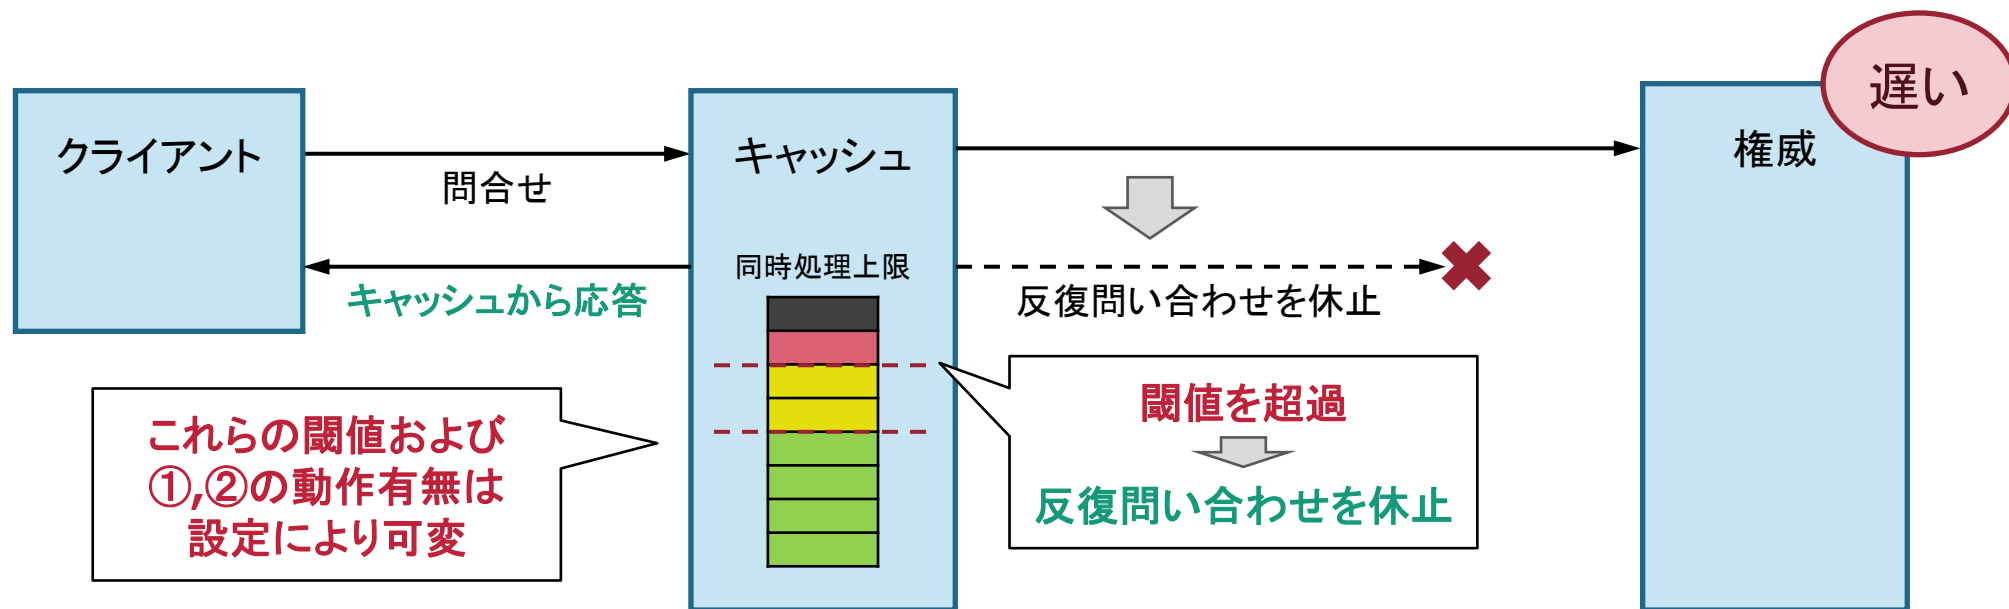 遅い
クライアント
キャッシュ
権威
問合せ
同時処理上限
キャッシュから応答
反復問い合わせを休止
閾値を超過
反復問い合わせを休止
これらの閾値および
①,②の動作有無は
設定により可変